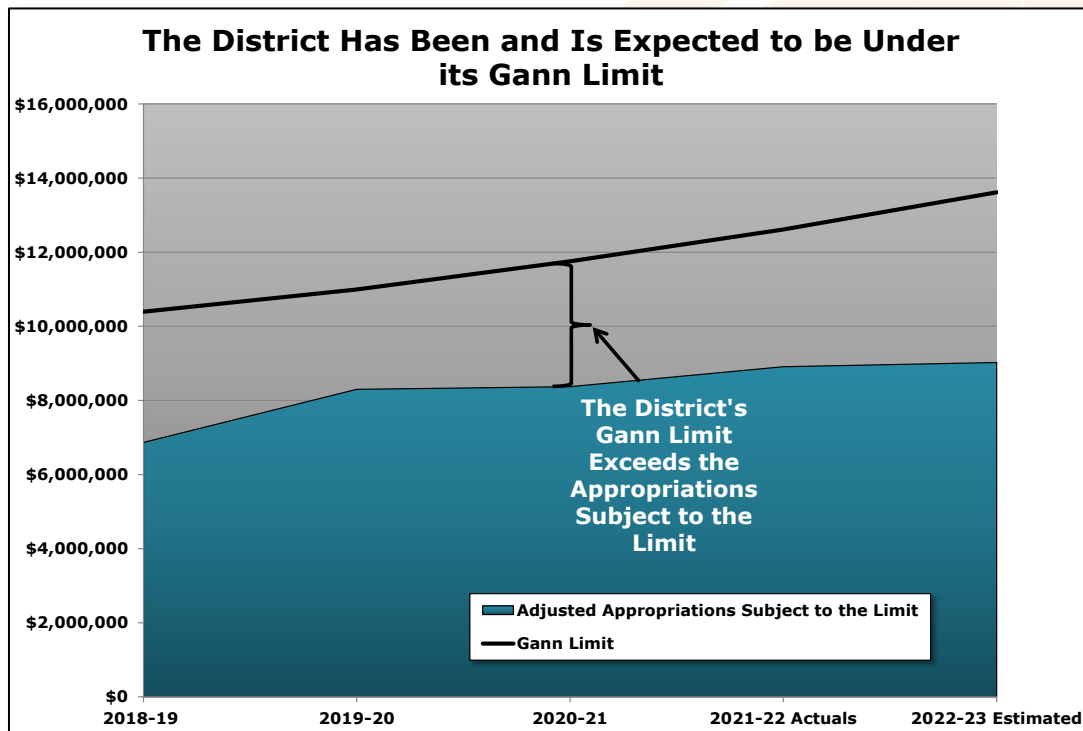 The District Has Been and Is Expected to be Under
its Gann Limit
$16,000,000
$14,000,000
$12,000,000
$10,000,000
$8,000,000
$6,000,000
$4,000,000
$2,000,000
$0
The District's
Gann Limit
Exceeds the
Appropriations
Subject to the
Limit
Adjusted Appropriations Subject to the Limit
Gann Limit
2018-19
2019-20
2020-21
2021-22 Actuals
2022-23 Estimated